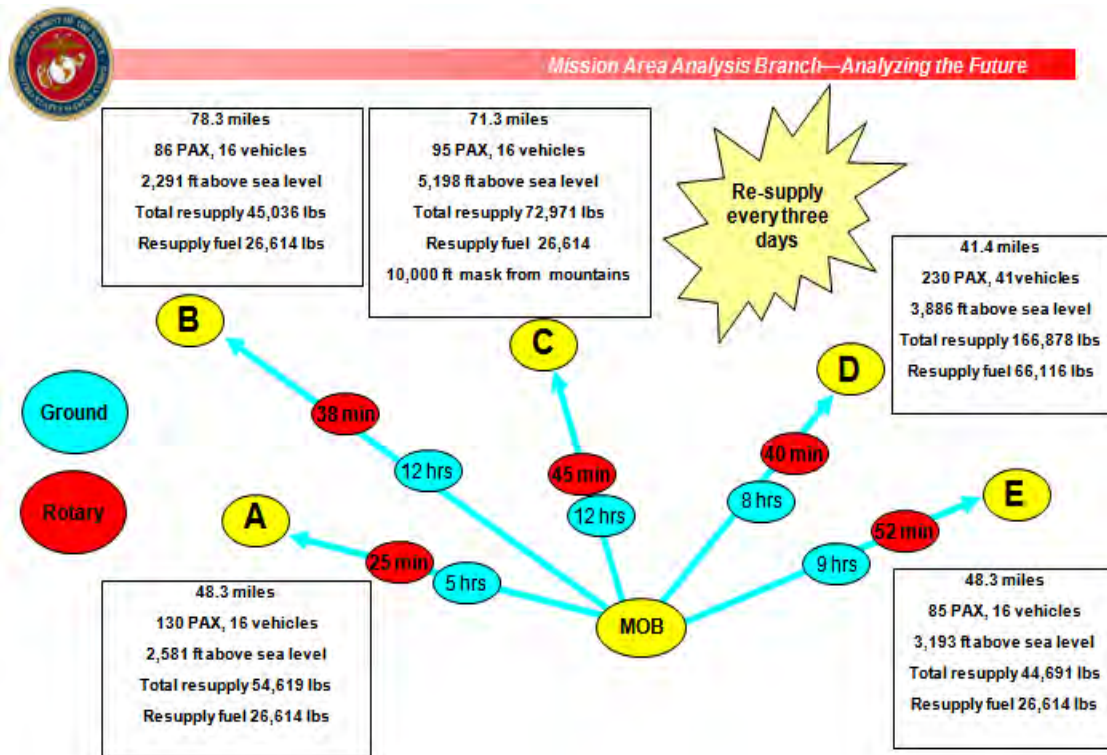 Mission Area Analysis Branch—Analyzing the Future
78.3 miles
86 PAX, 16 vehicles
2,291 ft above sea level
Total resupply 45,036 lbs
Resupply fuel 26,614 lbs
71.3 miles
95 PAX, 16 vehicles
5,198 ft above sea level
Total resupply 72,971 lbs
Resupply fuel 26,614
10,000 ft mask from mountains
Re-supply
every three
days
41.4 miles
230 PAX, 41vehicles
3,886 ft above sea level
Total resupply 166,878 lbs
Resupply fuel 66,116 lbs
B
C
D
Ground
38 min
12 hrs
45 min
12 hrs
40 min
8 hrs
Rotary
A
25 min
5 hrs
E
52 min
9 hrs
MOB
48.3 miles
130 PAX, 16 vehicles
2,581 ft above sea level
Total resupply 54,619 lbs
Resupply fuel 26,614 lbs
48.3 miles
85 PAX, 16 vehicles
3,193 ft above sea level
Total resupply 44,691 lbs
Resupply fuel 26,614 lbs